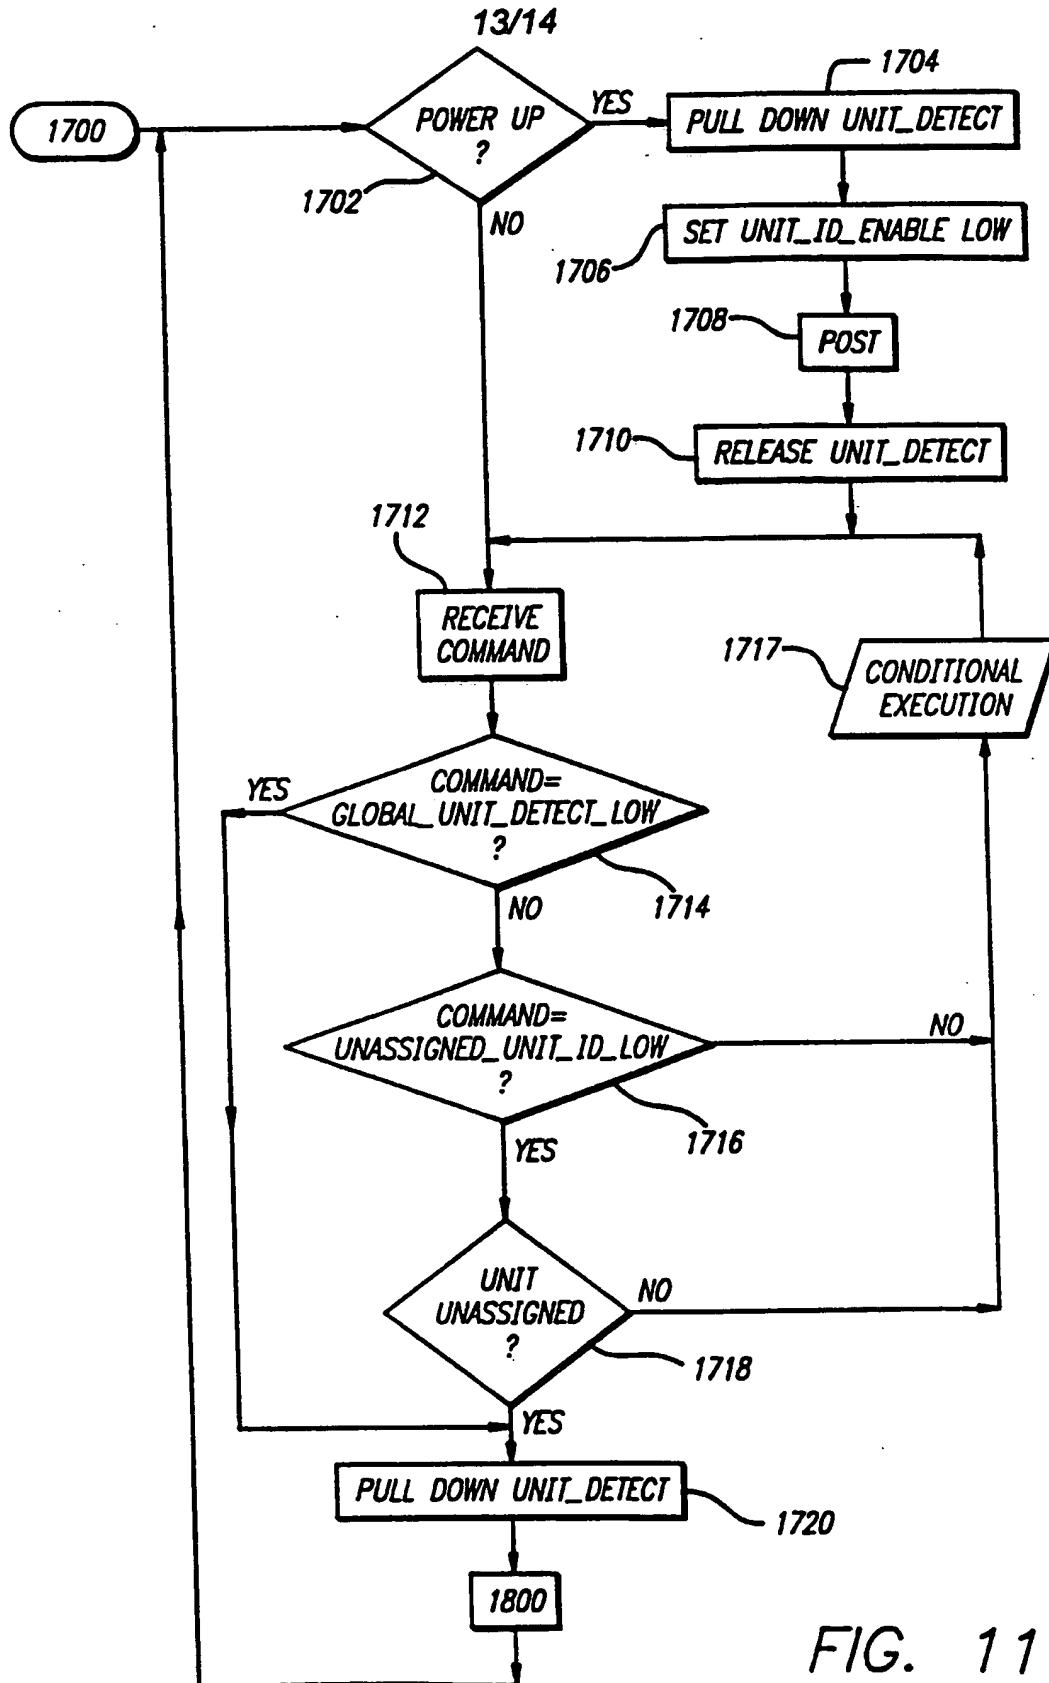 13/14
1700
POWER UP
?
1702
YES
NO
1704
PULL DOWN UNIT_DETECT
SET UNIT_ID_ENABLE LOW
1706
1708
POST
1710
RELEASE UNIT_DETECT
1712
RECEIVE
COMMAND
1717
CONDITIONAL
EXECUTION
YES
COMMAND=
GLOBAL_UNIT_DETECT_LOW
?
1714
NO
COMMAND=
UNASSIGNED_UNIT_ID_LOW
?
NO
1716
YES
UNIT
UNASSIGNED
?
NO
1718
YES
PULL DOWN UNIT_DETECT
1720
1800
FIG. 11